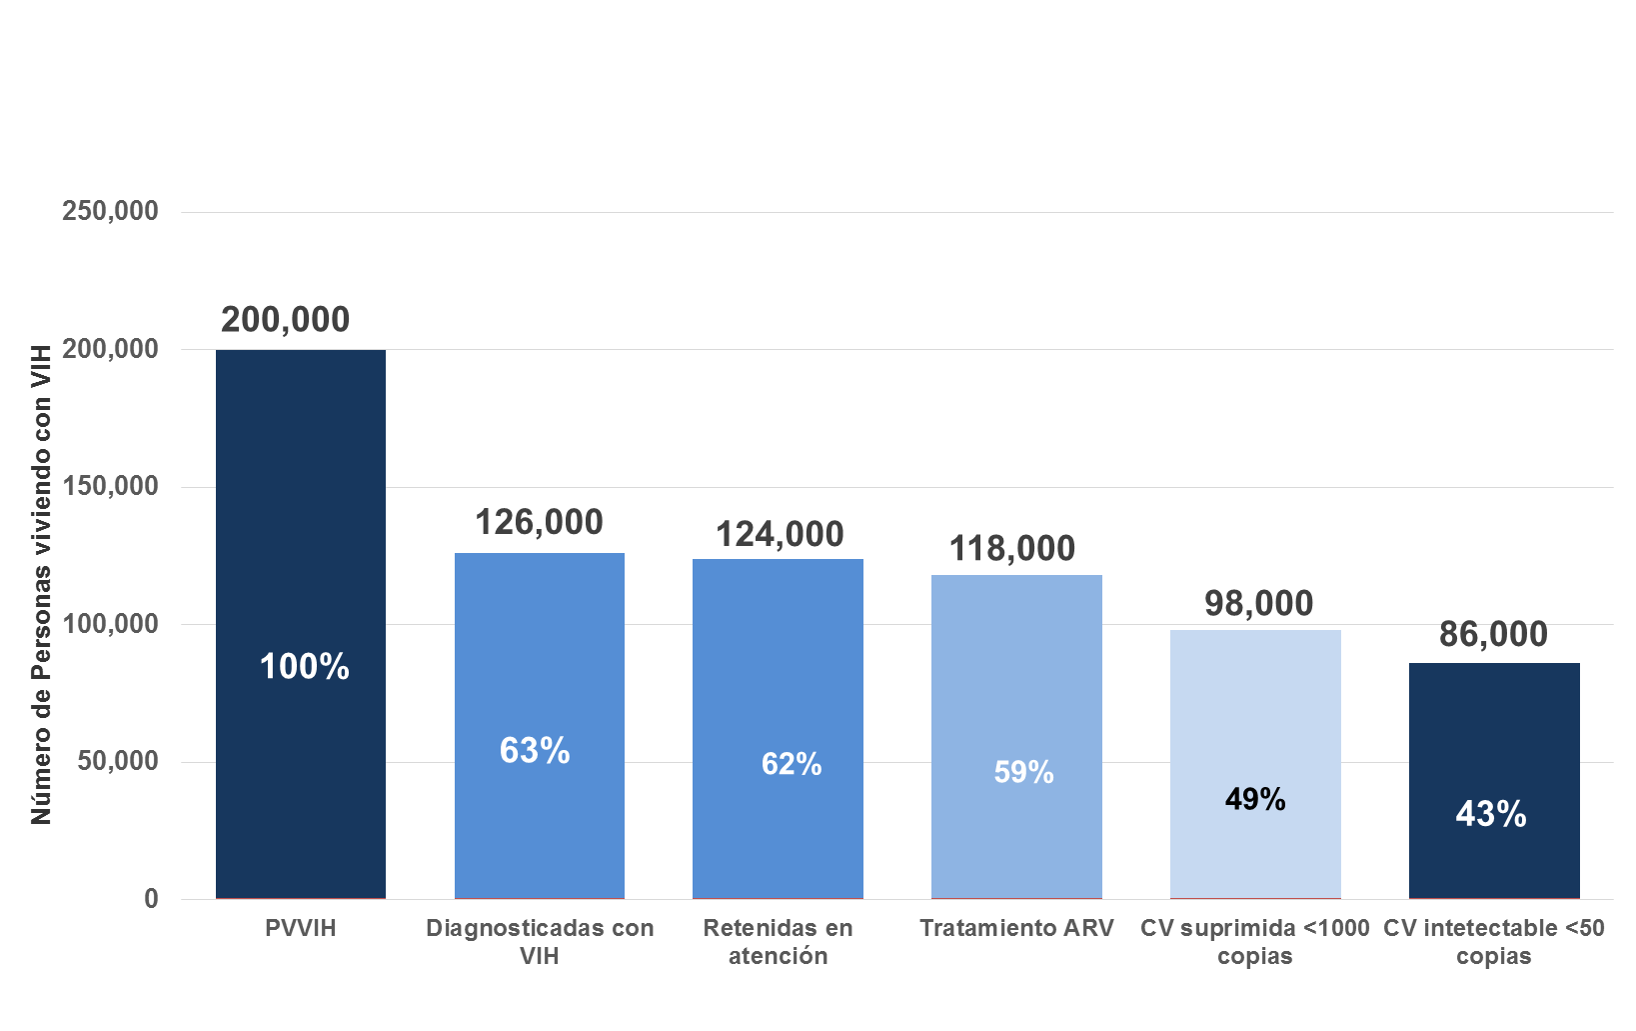 250,000
200,000
150,000
100,000
50,000
0
Número de Personas viviendo con VIH
200,000
126,000
124,000
118,000
98,000
86,000
100%
63%
62%
59%
49%
43%
PVVIH
Diagnosticadas con
VIH
Retenidas en
atención
Tratamiento ARV
CV suprimida <1000
copias
CV intetectable <50
copias